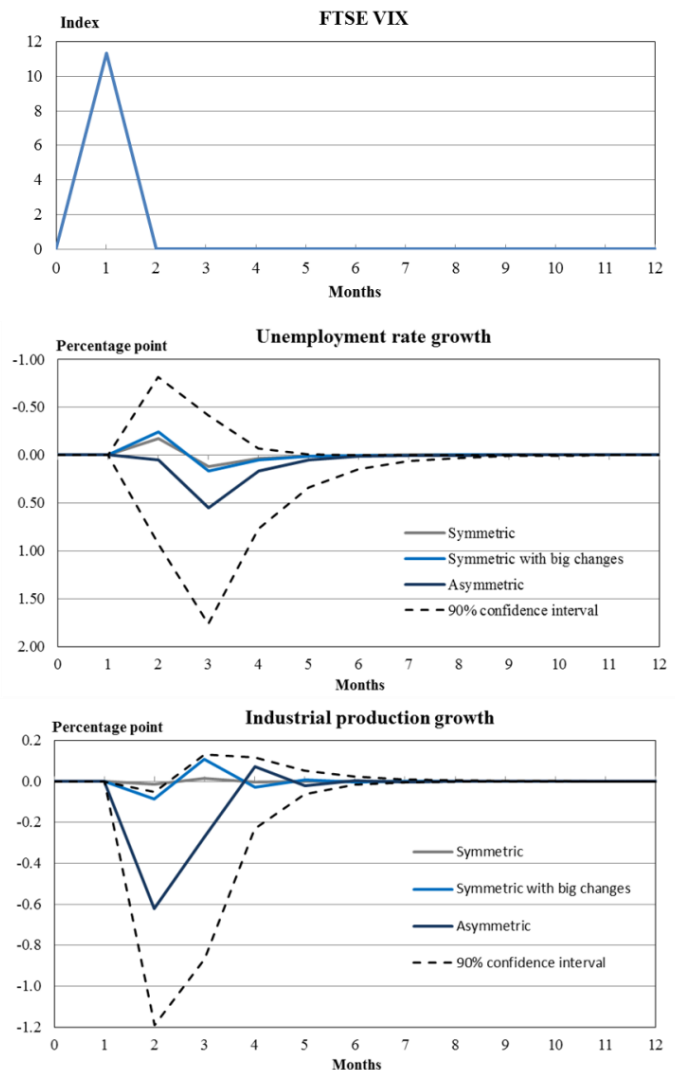 FTSE VIX
Index
12
10
8
6
4
2
0
0 1 2 3 4 5 6 7 8 9 10 11 12
Months
Unemployment rate growth
Percentage point
-1.00
-0.50
0.00
0.50
1.00
1.50
2.00
Symmetric
Symmetric with big changes
Asymmetric
90% confidence interval
0 1 2 3 4 5 6 7 8 9 10 11 12
Months
Industrial production growth
Percentage point
0.2
0.0
-0.2
-0.4
-0.6
-0.8
-1.0
-1.2
Symmetric
Symmetric with big changes
Asymmetric
90% confidence interval
0 1 2 3 4 5 6 7 8 9 10 11 12
Months